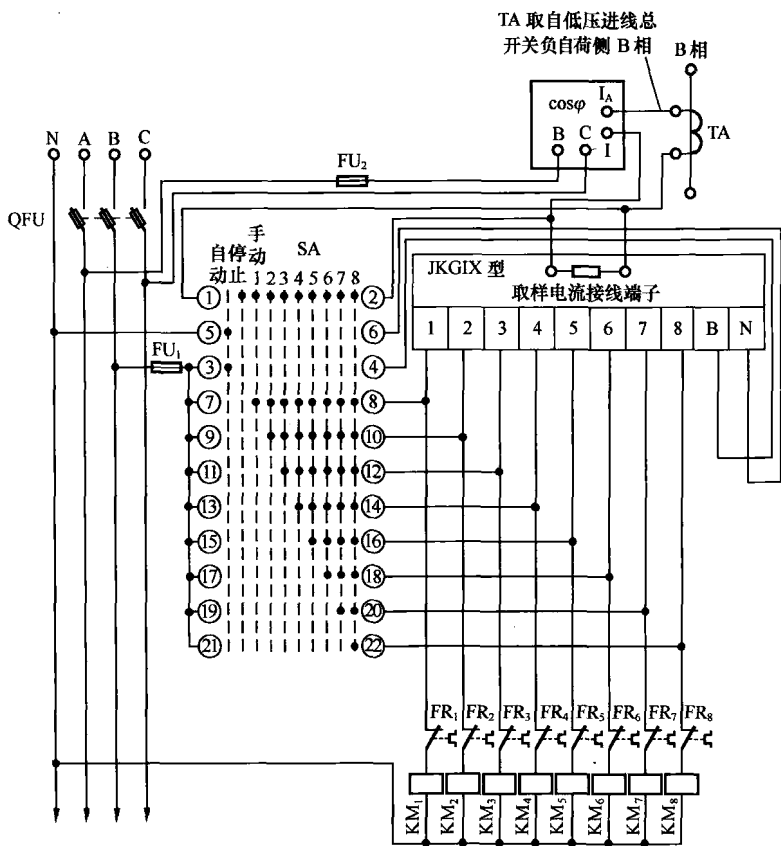 TA 取自低压进线总
开关负自荷侧 B 相
B 相
cosφ
I_A
B C I
TA
N A B C
FU₂
QFU
自动 停止 手动
SA
1 2 3 4 5 6 7 8
JKGIX 型
取样电流接线端子
1 2 3 4 5 6 7 8 B N
① ②
⑤ ⑥
FU₁
③ ④
⑦ ⑧
⑨ ⑩
⑪ ⑫
⑬ ⑭
⑮ ⑯
⑰ ⑱
⑲ ⑳
㉑ ㉒
FR₁ FR₂ FR₃ FR₄ FR₅ FR₆ FR₇ FR₈
KM₁ KM₂ KM₃ KM₄ KM₅ KM₆ KM₇ KM₈